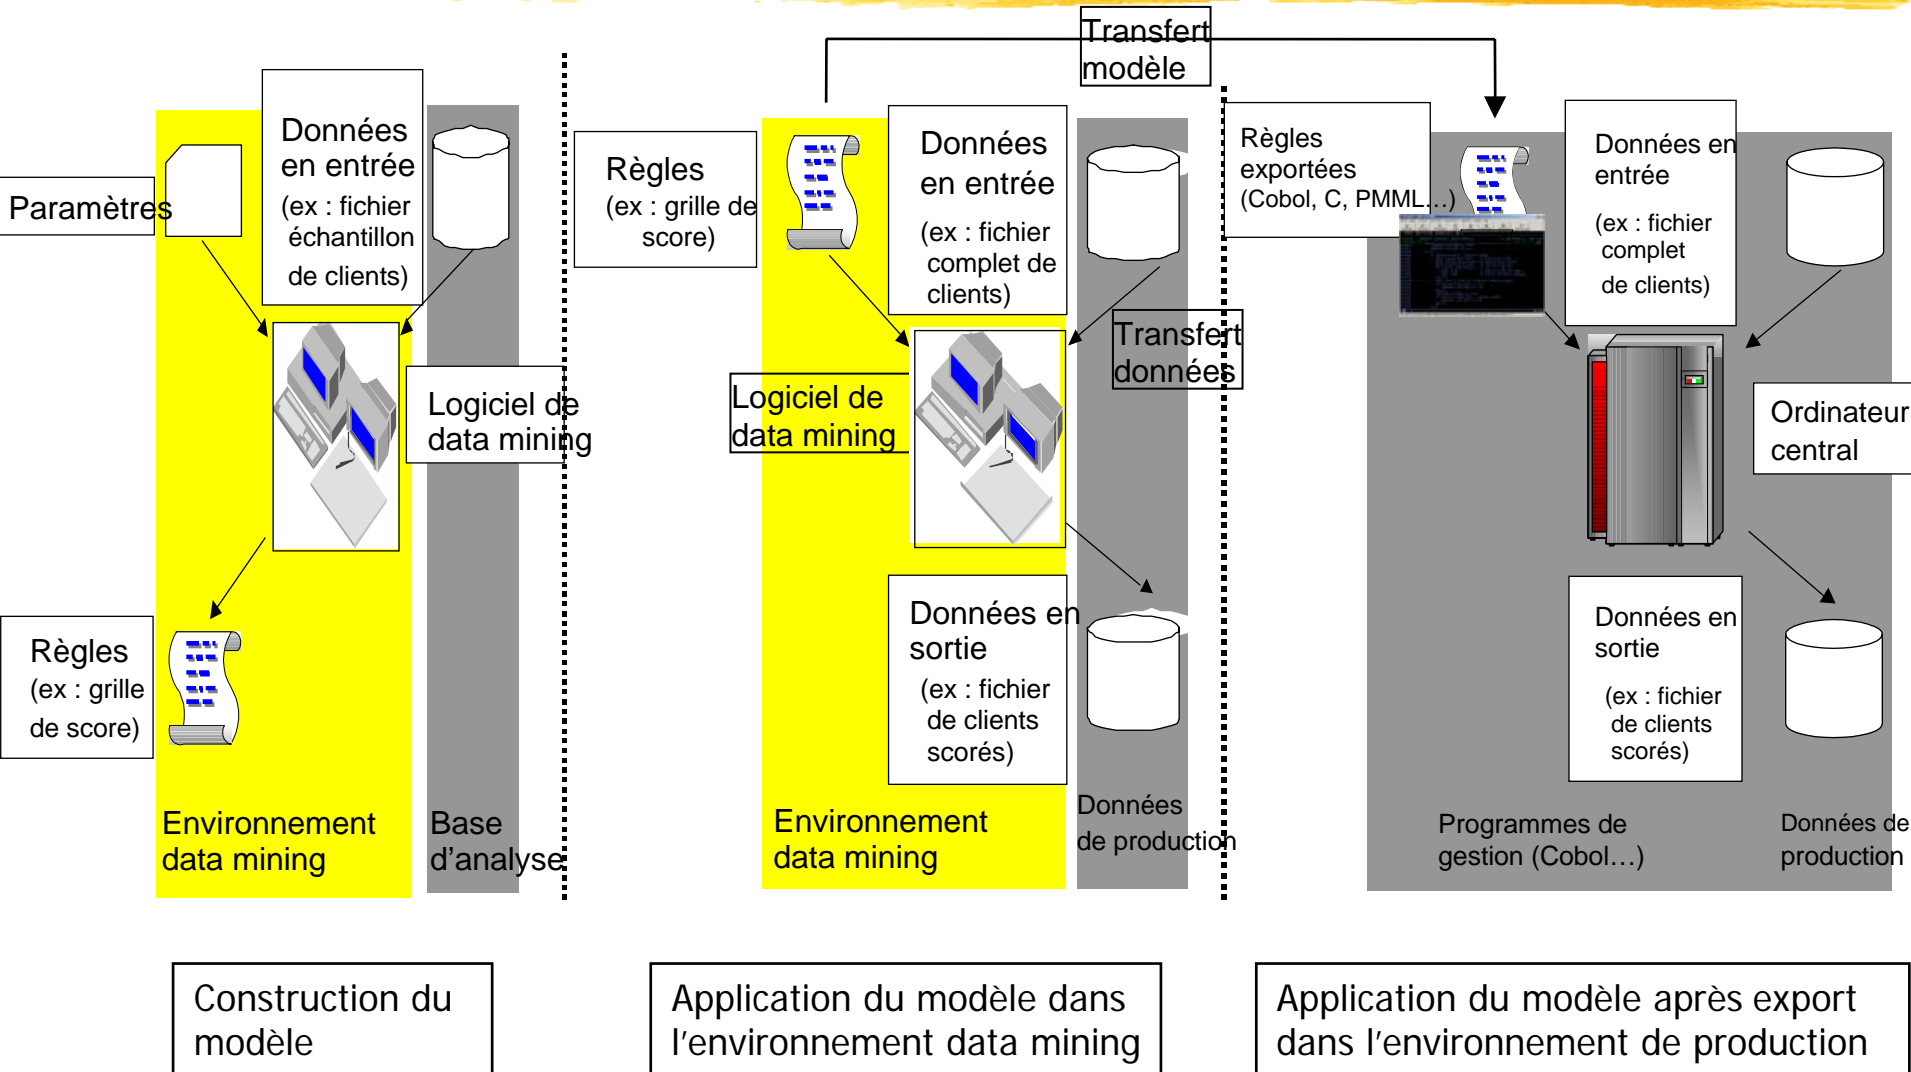 Transfert
modèle
Paramètres
Données
en entrée
(ex : fichier
échantillon
de clients)
Logiciel de
data mining
Règles
(ex : grille
de score)
Environnement
data mining
Base
d'analyse
Règles
(ex : grille de
score)
Données
en entrée
(ex : fichier
complet de
clients)
Transfert
données
Logiciel de
data mining
Données en
sortie
(ex : fichier
de clients
scorés)
Environnement
data mining
Données
de production
Règles
exportées
(Cobol, C, PMML…)
Données en
entrée
(ex : fichier
complet
de clients)
Ordinateur
central
Données en
sortie
(ex : fichier
de clients
scorés)
Programmes de
gestion (Cobol…)
Données de
production
Construction du
modèle
Application du modèle dans
l'environnement data mining
Application du modèle après export
dans l'environnement de production